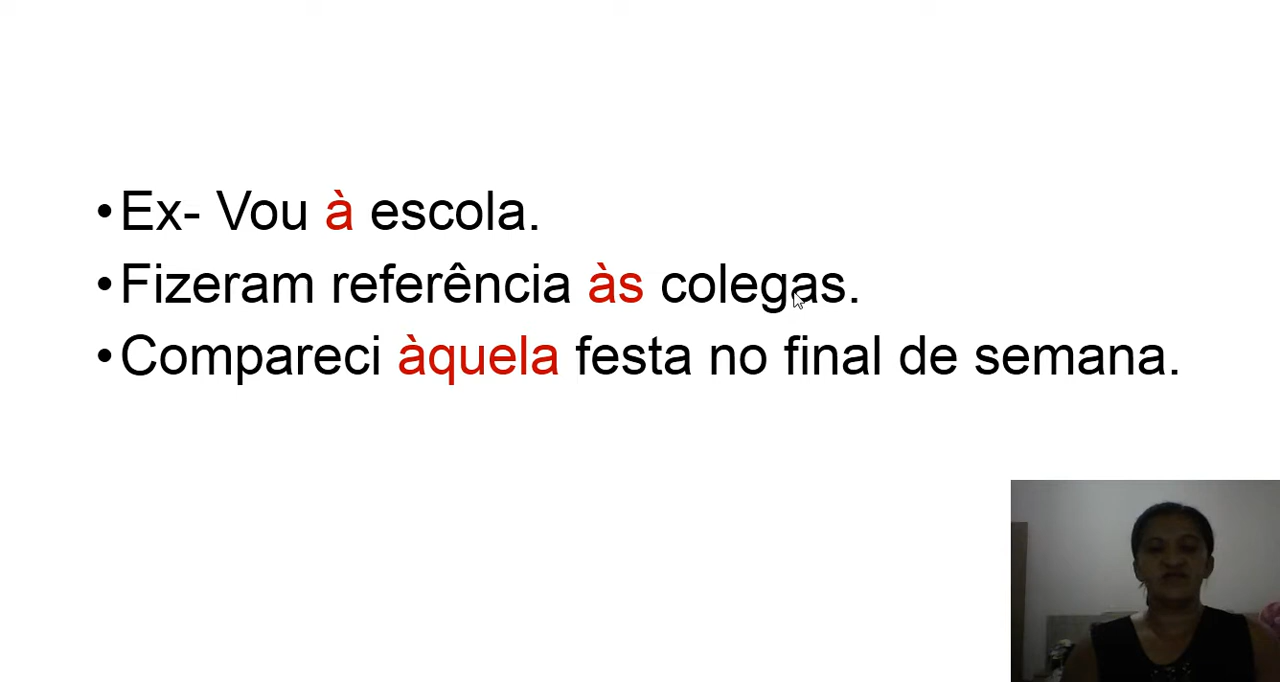 •Ex- Vou à escola.
•Fizeram referência às colegas.
•Compareci àquela festa no final de semana.